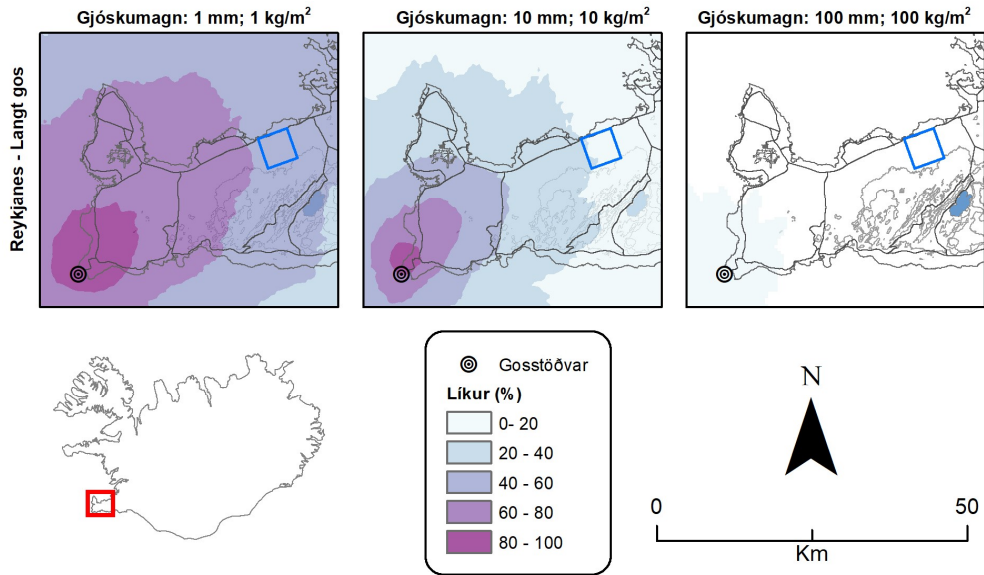 Gjóskumagn: 1 mm; 1 kg/m²
Gjóskumagn: 10 mm; 10 kg/m²
Gjóskumagn: 100 mm; 100 kg/m²
Reykjanes - Langt gos
Gosstöðvar
Líkur (%)
0- 20
20 - 40
40 - 60
60 - 80
80 - 100
N
0
50
Km